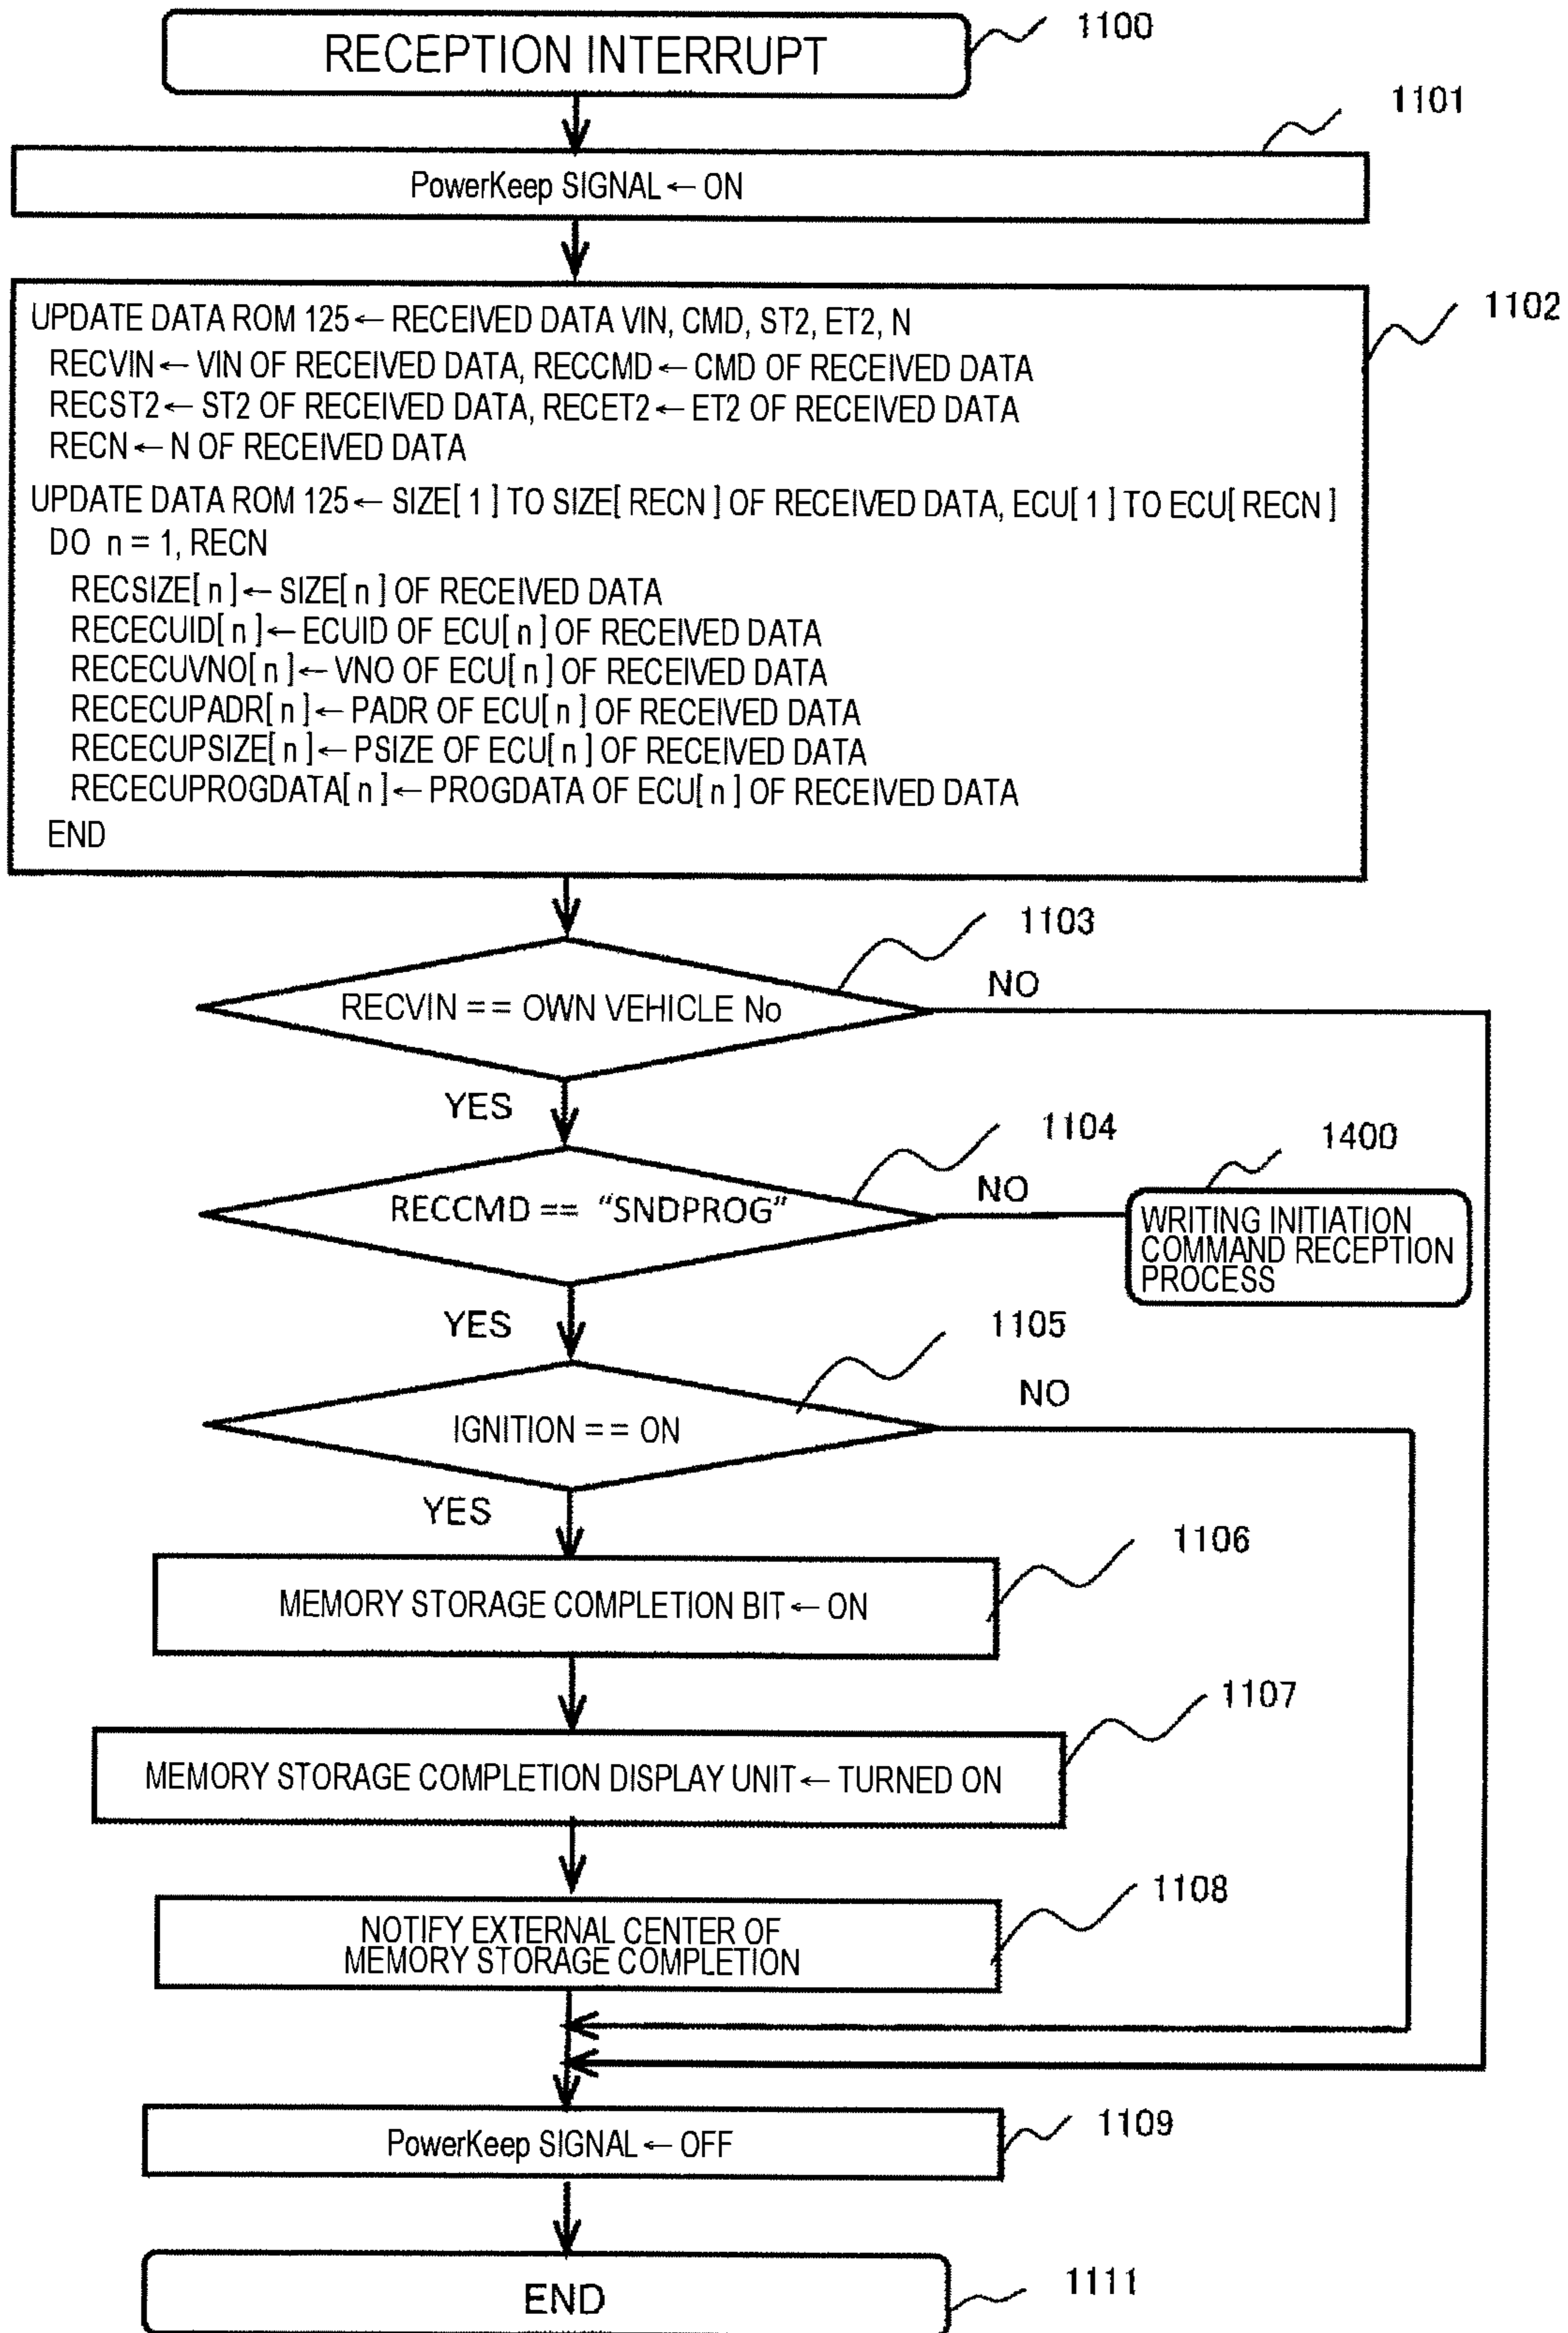 RECEPTION INTERRUPT
1100
1101
PowerKeep SIGNAL ← ON
1102
UPDATE DATA ROM 125 ← RECEIVED DATA VIN, CMD, ST2, ET2, N
RECVIN ← VIN OF RECEIVED DATA, RECCMD ← CMD OF RECEIVED DATA
RECST2 ← ST2 OF RECEIVED DATA, RECET2 ← ET2 OF RECEIVED DATA
RECN ← N OF RECEIVED DATA
UPDATE DATA ROM 125 ← SIZE[ 1 ] TO SIZE[ RECN ] OF RECEIVED DATA, ECU[ 1 ] TO ECU[ RECN ]
DO n = 1, RECN
RECSIZE[ n ] ← SIZE[ n ] OF RECEIVED DATA
RECECUID[ n ] ← ECUID OF ECU[ n ] OF RECEIVED DATA
RECECUVNO[ n ] ← VNO OF ECU[ n ] OF RECEIVED DATA
RECECUPADR[ n ] ← PADR OF ECU[ n ] OF RECEIVED DATA
RECECUPSIZE[ n ] ← PSIZE OF ECU[ n ] OF RECEIVED DATA
RECECUPROGDATA[ n ] ← PROGDATA OF ECU[ n ] OF RECEIVED DATA
END
1103
RECVIN == OWN VEHICLE No
NO
YES
1104
RECCMD == “SNDPROG”
NO
1400
WRITING INITIATION
COMMAND RECEPTION
PROCESS
YES
1105
IGNITION == ON
NO
YES
1106
MEMORY STORAGE COMPLETION BIT ← ON
1107
MEMORY STORAGE COMPLETION DISPLAY UNIT ← TURNED ON
1108
NOTIFY EXTERNAL CENTER OF
MEMORY STORAGE COMPLETION
1109
PowerKeep SIGNAL ← OFF
END
1111